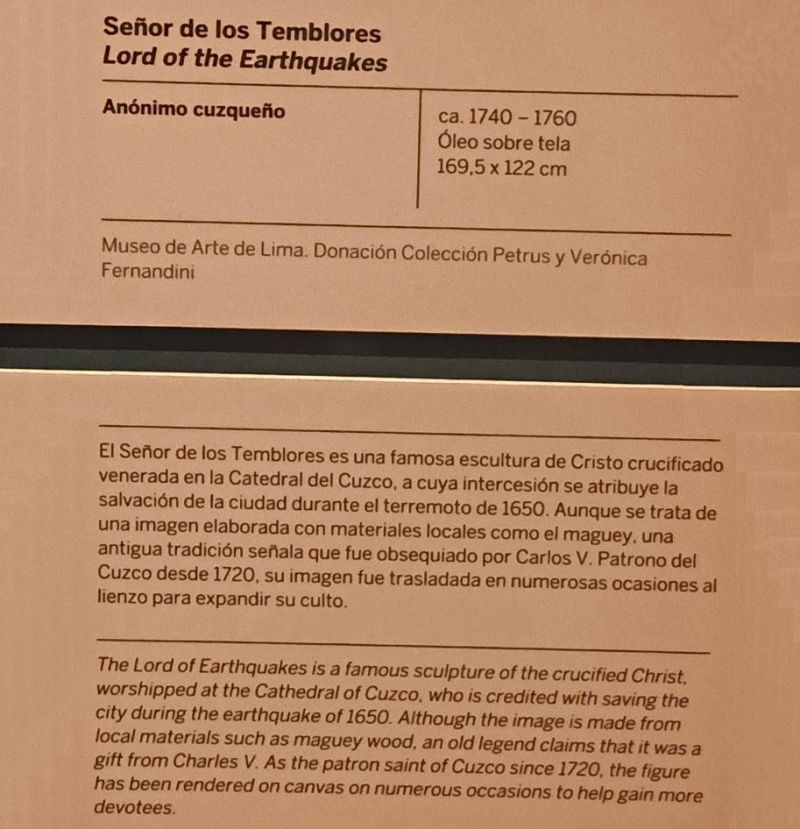 Señor de los Temblores
Lord of the Earthquakes
Anónimo cuzqueño
ca. 1740 – 1760
Óleo sobre tela
169,5 x 122 cm
Museo de Arte de Lima. Donación Colección Petrus y Verónica
Fernandini
El Señor de los Temblores es una famosa escultura de Cristo crucificado
venerada en la Catedral del Cuzco, a cuya intercesión se atribuye la
salvación de la ciudad durante el terremoto de 1650. Aunque se trata de
una imagen elaborada con materiales locales como el maguey, una
antigua tradición señala que fue obsequiado por Carlos V. Patrono del
Cuzco desde 1720, su imagen fue trasladada en numerosas ocasiones al
lienzo para expandir su culto.
The Lord of Earthquakes is a famous sculpture of the crucified Christ,
worshipped at the Cathedral of Cuzco, who is credited with saving the
city during the earthquake of 1650. Although the image is made from
local materials such as maguey wood, an old legend claims that it was a
gift from Charles V. As the patron saint of Cuzco since 1720, the figure
has been rendered on canvas on numerous occasions to help gain more
devotees.